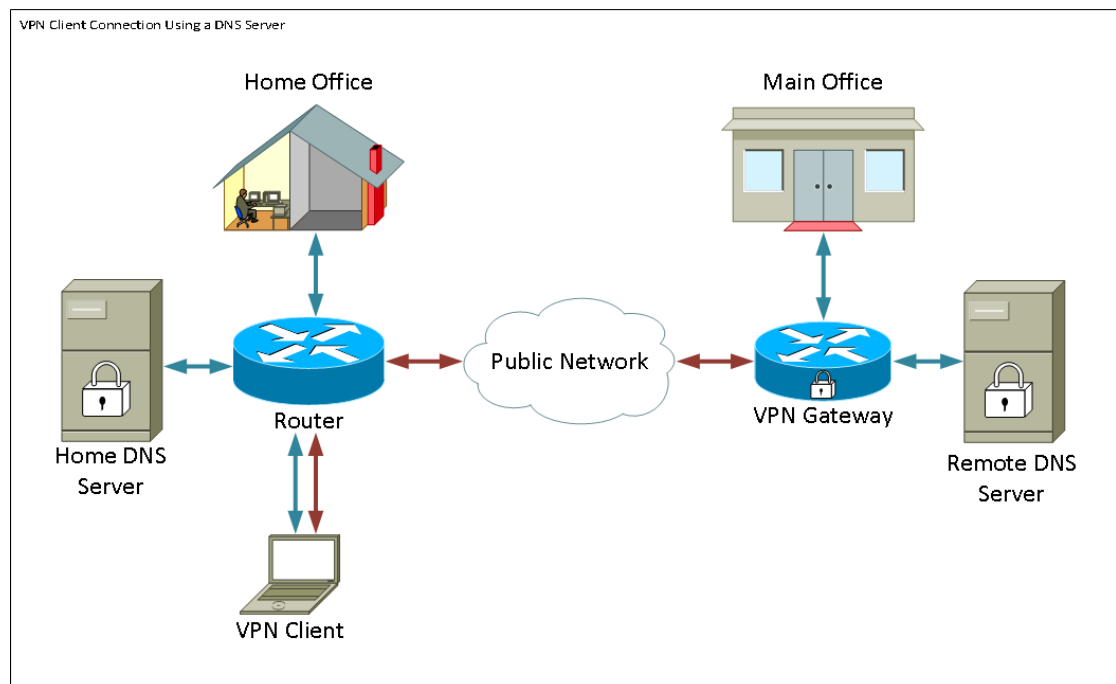 VPN Client Connection Using a DNS Server
Home Office
Main Office
Public Network
Router
VPN Gateway
Home DNS
Server
Remote DNS
Server
VPN Client